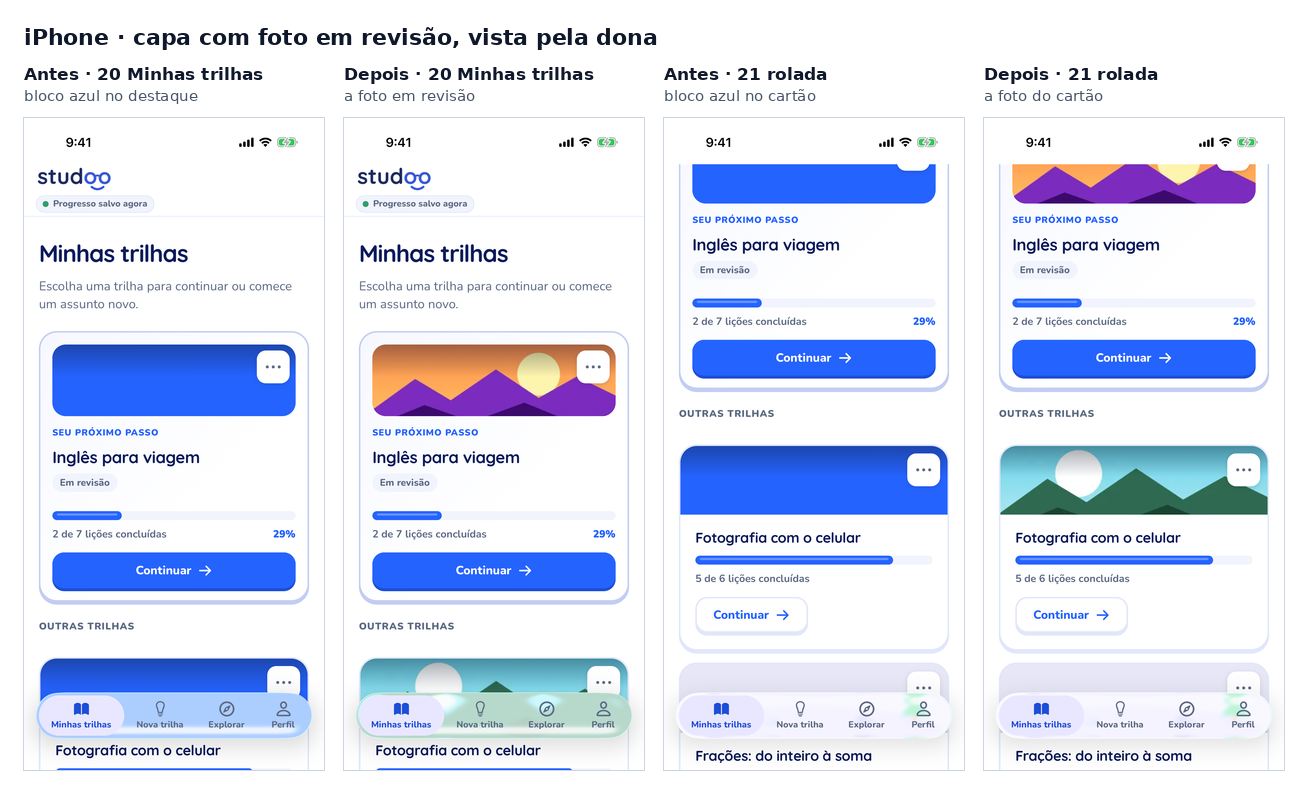 iPhone · capa com foto em revisão, vista pela dona
Antes · 20 Minhas trilhas
bloco azul no destaque
9:41
studoo
Progresso salvo agora
Minhas trilhas
Escolha uma trilha para continuar ou comece
um assunto novo.
SEU PRÓXIMO PASSO
Inglês para viagem
Em revisão
2 de 7 lições concluídas 29%
Continuar →
OUTRAS TRILHAS
Minhas trilhas Nova trilha Explorar Perfil
Fotografia com o celular
Depois · 20 Minhas trilhas
a foto em revisão
9:41
studoo
Progresso salvo agora
Minhas trilhas
Escolha uma trilha para continuar ou comece
um assunto novo.
SEU PRÓXIMO PASSO
Inglês para viagem
Em revisão
2 de 7 lições concluídas 29%
Continuar →
OUTRAS TRILHAS
Minhas trilhas Nova trilha Explorar Perfil
Fotografia com o celular
Antes · 21 rolada
bloco azul no cartão
9:41
SEU PRÓXIMO PASSO
Inglês para viagem
Em revisão
2 de 7 lições concluídas 29%
Continuar →
OUTRAS TRILHAS
Fotografia com o celular
5 de 6 lições concluídas
Continuar →
Minhas trilhas Nova trilha Explorar Perfil
Frações: do inteiro à soma
Depois · 21 rolada
a foto do cartão
9:41
SEU PRÓXIMO PASSO
Inglês para viagem
Em revisão
2 de 7 lições concluídas 29%
Continuar →
OUTRAS TRILHAS
Fotografia com o celular
5 de 6 lições concluídas
Continuar →
Minhas trilhas Nova trilha Explorar Perfil
Frações: do inteiro à soma